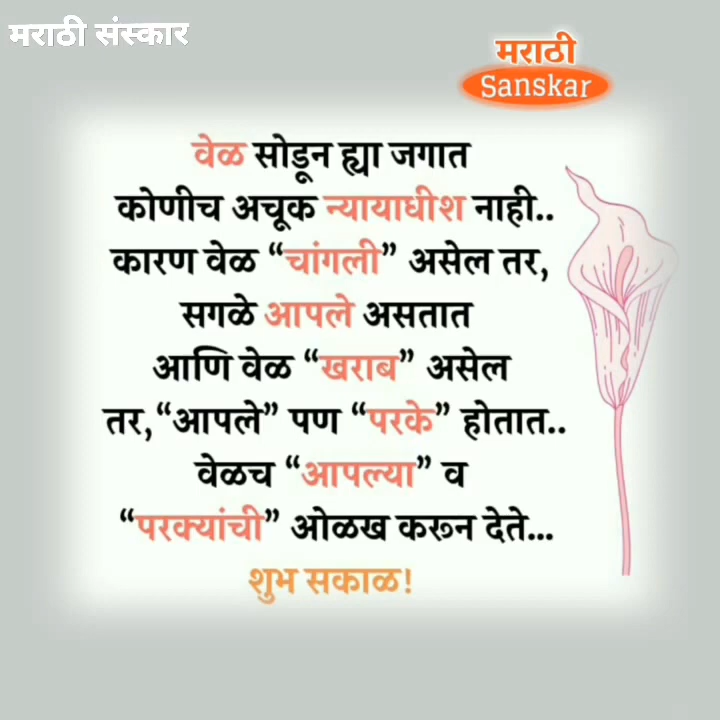 मराठी संस्कार
मराठी
Sanskar
वेळ सोडून ह्या जगात
कोणीच अचूक न्यायाधीश नाही..
कारण वेळ “चांगली” असेल तर,
सगळे आपले असतात
आणि वेळ “खराब” असेल
तर,“आपले” पण “परके” होतात..
वेळच “आपल्या” व
“परक्यांची” ओळख करून देते...
शुभ सकाळ!